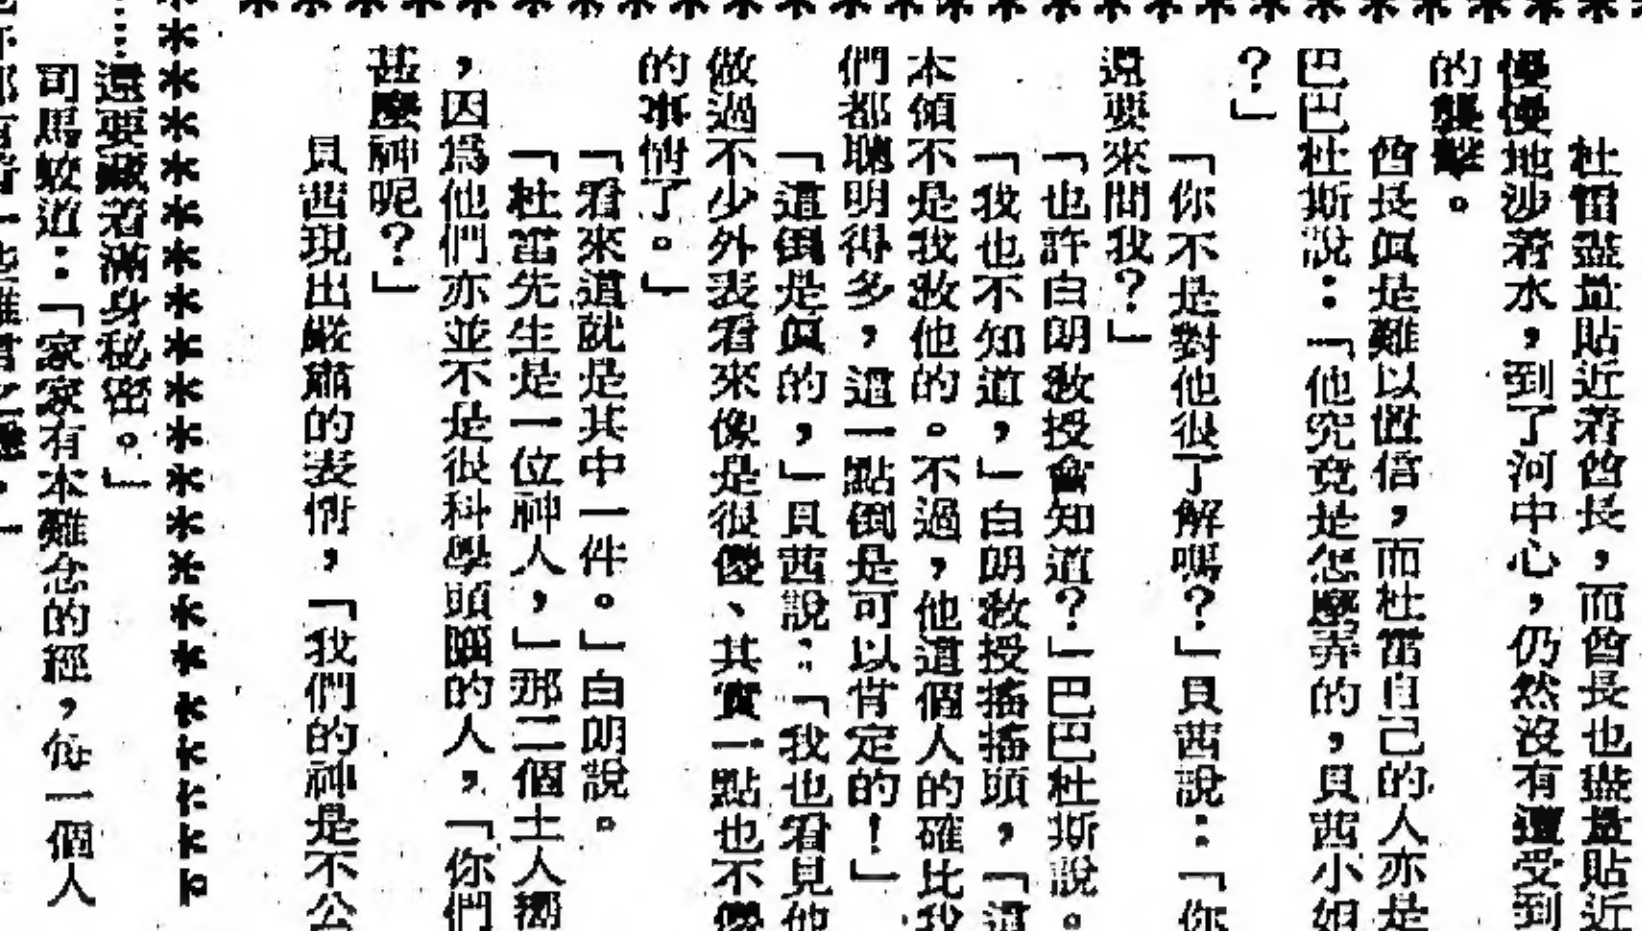 杜雷盡量貼近着酋長，而酋長也盡量貼近
慢慢地涉着水，到了河中心，仍然沒有遭受到
的襲擊。
酋長眞是難以置信，而杜雷自己的人亦是
巴巴杜斯說：「他究竟是怎麼弄的，貝茜小姐
？」
「你不是對他很了解嗎？」貝茜說：「你
還要來問我？」
「也許白朗敎授會知道？」巴巴杜斯說。
「我也不知道，」白朗敎授搖搖頭，「這
本領不是我敎他的。不過，他這個人的確比我
們都聰明得多，這一點倒是可以肯定的！」
「這倒是眞的，」貝茜說：「我也看見他
做過不少外表看來像是很傻、其實一點也不傻
的事情了。」
「看來這就是其中一件。」白朗說。
「杜雷先生是一位神人，」那二個土人
，因爲他們亦並不是很科學頭腦的人，「你們
甚麼神呢？」
貝茜現出嚴肅的表情，「我們的神是不公
＊＊＊＊＊＊＊＊＊＊＊＊＊＊＊＊＊＊
……還要藏着滿身秘密。」
司馬蛟道：「家家有本難念的經，每一個人